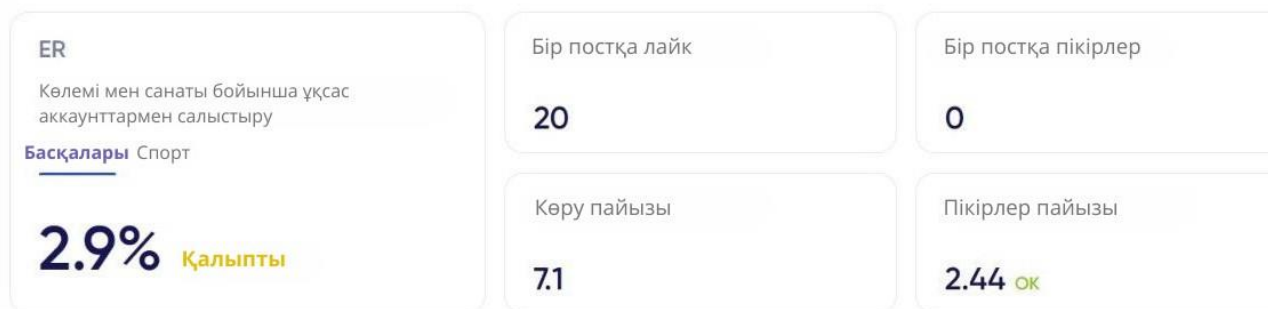 ER
Көлемі мен санаты бойынша ұқсас
аккаунттармен салыстыру
Басқалары Спорт
2.9% Қалыпты
Бір постқа лайк
20
Бір постқа пікірлер
0
Көру пайызы
7.1
Пікірлер пайызы
2.44 ОК